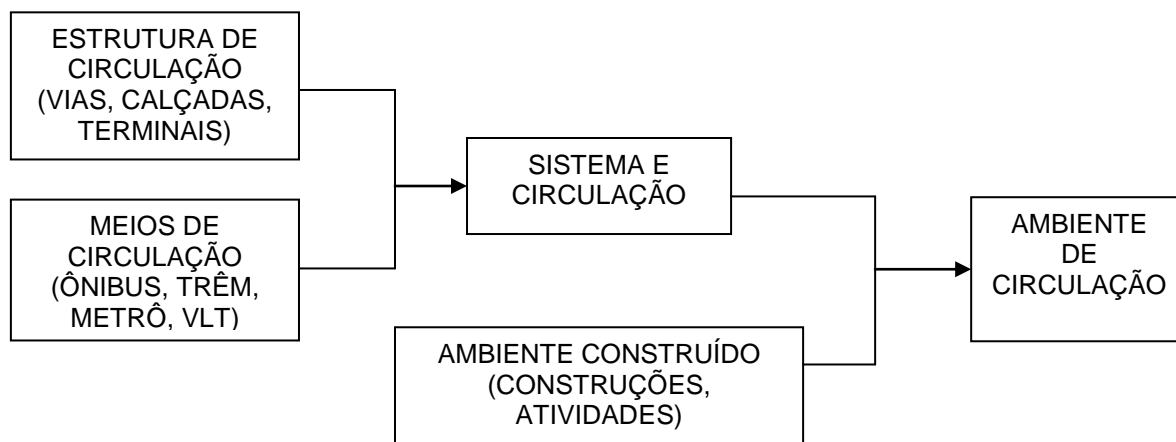 ESTRUTURA DE
CIRCULAÇÃO
(VIAS, CALÇADAS,
TERMINAIS)
MEIOS DE
CIRCULAÇÃO
(ÔNIBUS, TRÊM,
METRÔ, VLT)
SISTEMA E
CIRCULAÇÃO
AMBIENTE CONSTRUÍDO
(CONSTRUÇÕES,
ATIVIDADES)
AMBIENTE
DE
CIRCULAÇÃO